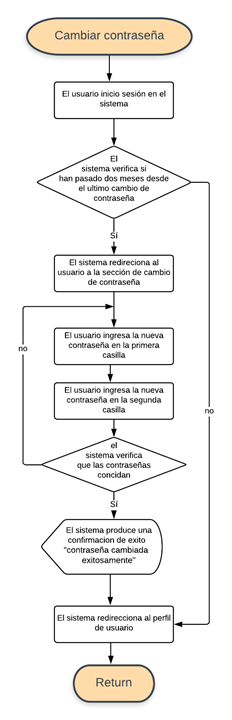 Cambiar contraseña
El usuario inicio sesión en el
sistema
El
sistema verifica si
han pasado dos meses desde
el ultimo cambio de
contraseña
Sí
El sistema redireciona al
usuario a la sección de cambio
de contraseña
no
El usuario ingresa la nueva
contraseña en la primera
casilla
El usuario ingresa la nueva
contraseña en la segunda
casilla
no
el
sistema verifica
que las contraseñas
concidan
Sí
El sistema produce una
confirmacion de exito
"contraseña cambiada
exitosamente"
El sistema redirecciona al perfil
de usuario
Return